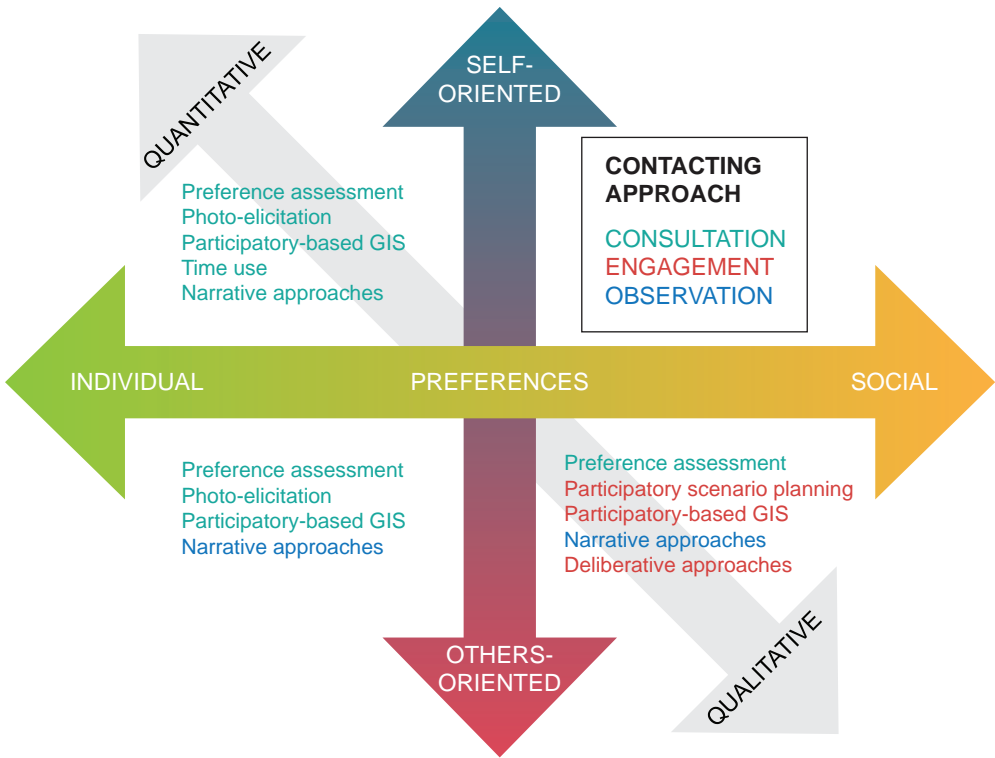 SELF-
ORIENTED
QUANTITATIVE
CONTACTING
APPROACH
CONSULTATION
ENGAGEMENT
OBSERVATION
Preference assessment
Photo-elicitation
Participatory-based GIS
Time use
Narrative approaches
INDIVIDUAL
PREFERENCES
SOCIAL
Preference assessment
Photo-elicitation
Participatory-based GIS
Narrative approaches
Preference assessment
Participatory scenario planning
Participatory-based GIS
Narrative approaches
Deliberative approaches
OTHERS-
ORIENTED
QUALITATIVE